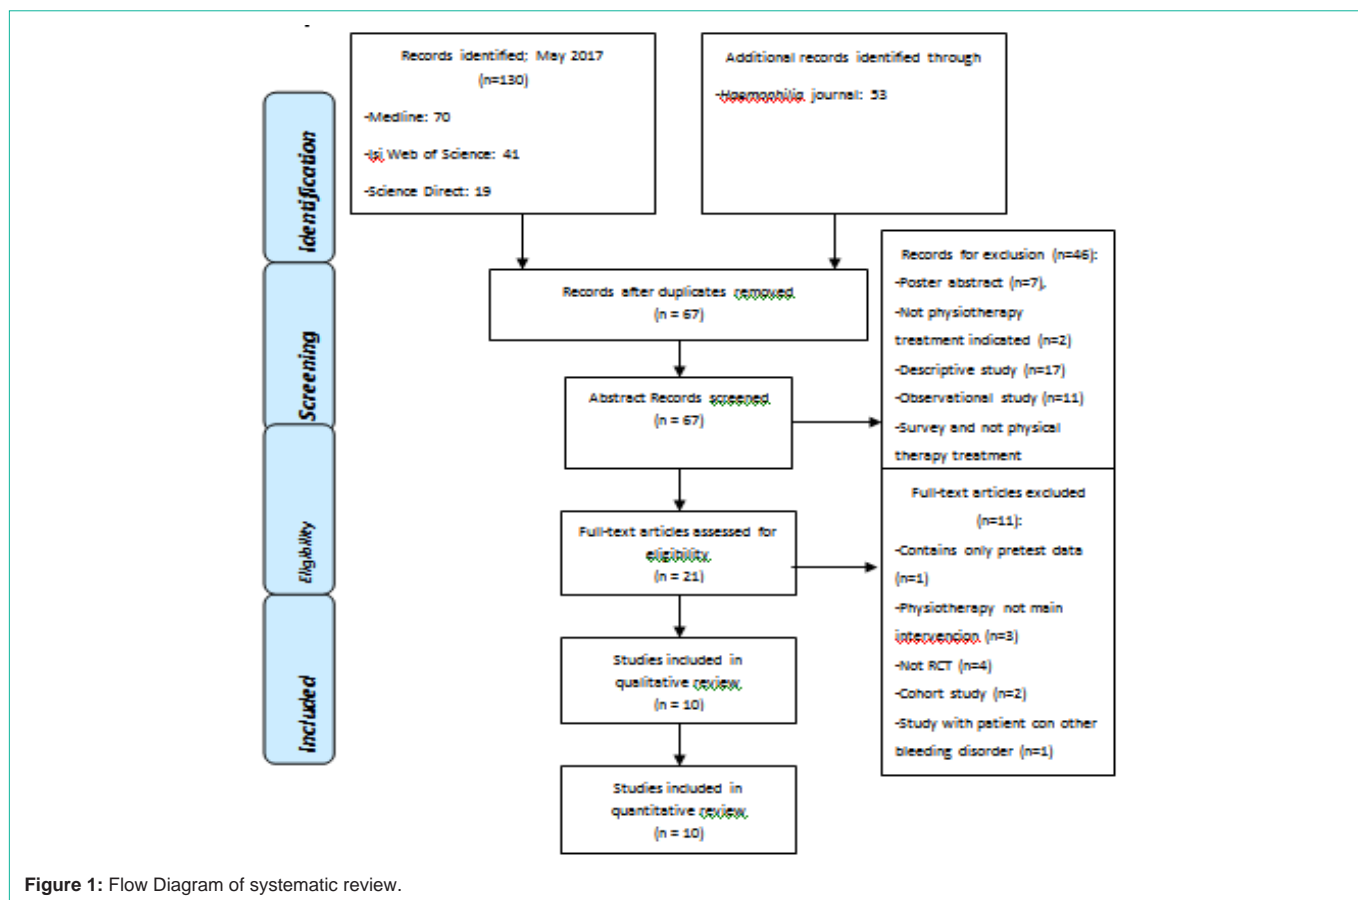 Records identified; May 2017
(n=130)
-Medline: 70
-Isi Web of Science: 41
-Science Direct: 19
Additional records identified through
-Haemophilia journal: 53
Identification
Records after duplicates removed
(n = 67)
Screening
Abstract Records screened
(n = 67)
Records for exclusion (n=46):
-Poster abstract (n=7),
-Not physiotherapy
treatment indicated (n=2)
-Descriptive study (n=17)
-Observational study (n=11)
-Survey and not physical
therapy treatment
Eligibility
Full-text articles assessed for
eligibility
(n = 21)
Full-text articles excluded
(n=11):
-Contains only pretest data
(n=1)
-Physiotherapy not main
intervencion (n=3)
-Not RCT (n=4)
-Cohort study (n=2)
-Study with patient con other
bleeding disorder (n=1)
Included
Studies included in
qualitative review
(n = 10)
Studies included in
quantitative review
(n = 10)
Figure 1: Flow Diagram of systematic review.